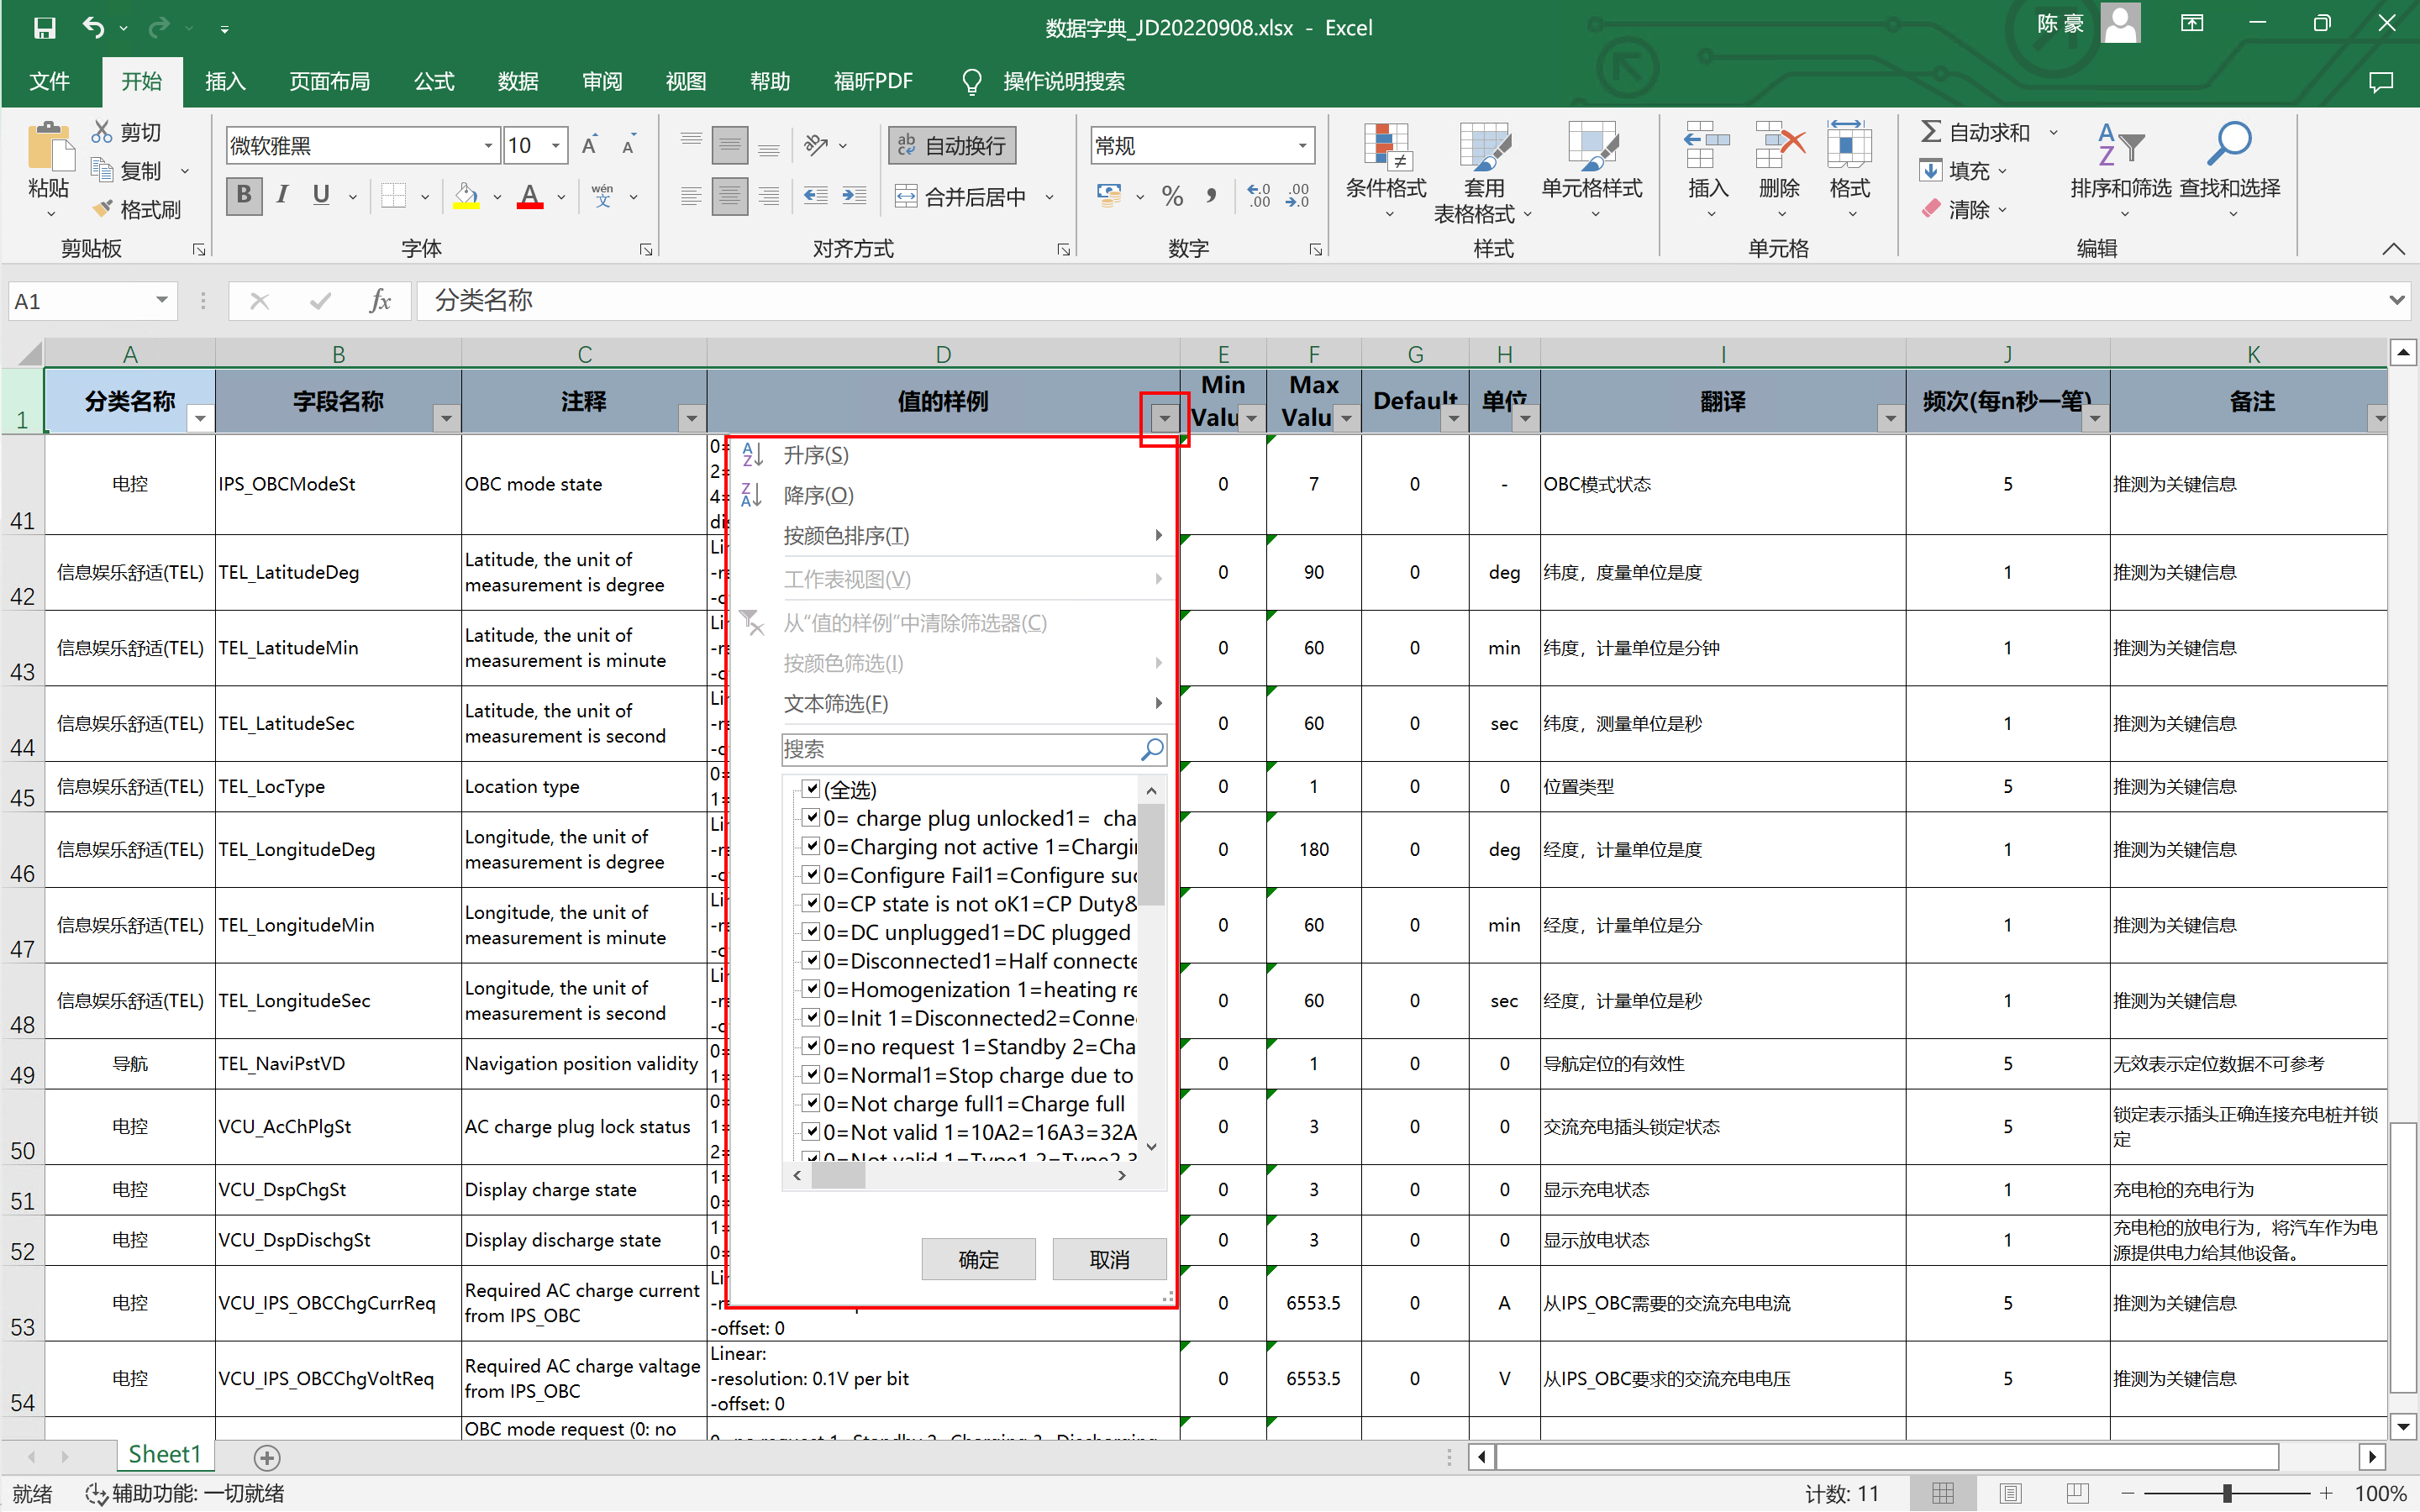 数据字典_JD20220908.xlsx - Excel
陈 豪
文件 开始 插入 页面布局 公式 数据 审阅 视图 帮助 福昕PDF 操作说明搜索
粘贴
剪切
复制
格式刷
剪贴板
微软雅黑 10
B I U wén 文
字体
自动换行
合并后居中
对齐方式
常规
数字
条件格式
套用
表格格式
单元格样式
样式
插入 删除 格式
单元格
自动求和
填充
清除
排序和筛选
查找和选择
编辑
A1 fx 分类名称
A B C D E F G H I J K
1 分类名称 字段名称 注释 值的样例 Min Valu Max Valu Default 单位 翻译 频次(每n秒一笔) 备注
41 电控 IPS_OBCModeSt OBC mode state 0 7 0 - OBC模式状态 5 推测为关键信息
42 信息娱乐舒适(TEL) TEL_LatitudeDeg Latitude, the unit of measurement is degree 0 90 0 deg 纬度，度量单位是度 1 推测为关键信息
43 信息娱乐舒适(TEL) TEL_LatitudeMin Latitude, the unit of measurement is minute 0 60 0 min 纬度，计量单位是分钟 1 推测为关键信息
44 信息娱乐舒适(TEL) TEL_LatitudeSec Latitude, the unit of measurement is second 0 60 0 sec 纬度，测量单位是秒 1 推测为关键信息
45 信息娱乐舒适(TEL) TEL_LocType Location type 0 1 0 0 位置类型 5 推测为关键信息
46 信息娱乐舒适(TEL) TEL_LongitudeDeg Longitude, the unit of measurement is degree 0 180 0 deg 经度，计量单位是度 1 推测为关键信息
47 信息娱乐舒适(TEL) TEL_LongitudeMin Longitude, the unit of measurement is minute 0 60 0 min 经度，计量单位是分 1 推测为关键信息
48 信息娱乐舒适(TEL) TEL_LongitudeSec Longitude, the unit of measurement is second 0 60 0 sec 经度，计量单位是秒 1 推测为关键信息
49 导航 TEL_NaviPstVD Navigation position validity 0 1 0 0 导航定位的有效性 5 无效表示定位数据不可参考
50 电控 VCU_AcChPlgSt AC charge plug lock status 0 3 0 0 交流充电插头锁定状态 5 锁定表示插头正确连接充电桩并锁定
51 电控 VCU_DspChgSt Display charge state 0 3 0 0 显示充电状态 1 充电枪的充电行为
52 电控 VCU_DspDischgSt Display discharge state 0 3 0 0 显示放电状态 1 充电枪的放电行为，将汽车作为电源提供电力给其他设备。
53 电控 VCU_IPS_OBCChgCurrReq Required AC charge current from IPS_OBC -offset: 0 0 6553.5 0 A 从IPS_OBC需要的交流充电电流 5 推测为关键信息
54 电控 VCU_IPS_OBCChgVoltReq Required AC charge valtage from IPS_OBC Linear: -resolution: 0.1V per bit -offset: 0 0 6553.5 0 V 从IPS_OBC要求的交流充电电压 5 推测为关键信息
OBC mode request (0: no
升序(S)
降序(O)
按颜色排序(T)
工作表视图(V)
从"值的样例"中清除筛选器(C)
按颜色筛选(I)
文本筛选(F)
搜索
(全选)
0= charge plug unlocked1= cha
0=Charging not active 1=Chargi
0=Configure Fail1=Configure suc
0=CP state is not oK1=CP Duty&
0=DC unplugged1=DC plugged
0=Disconnected1=Half connecte
0=Homogenization 1=heating re
0=Init 1=Disconnected2=Conne
0=no request 1=Standby 2=Cha
0=Normal1=Stop charge due to
0=Not charge full1=Charge full
0=Not valid 1=10A2=16A3=32A
0=Not valid 1=Type1 2=Type2 3
确定 取消
Sheet1
就绪 辅助功能: 一切就绪 计数: 11 100%